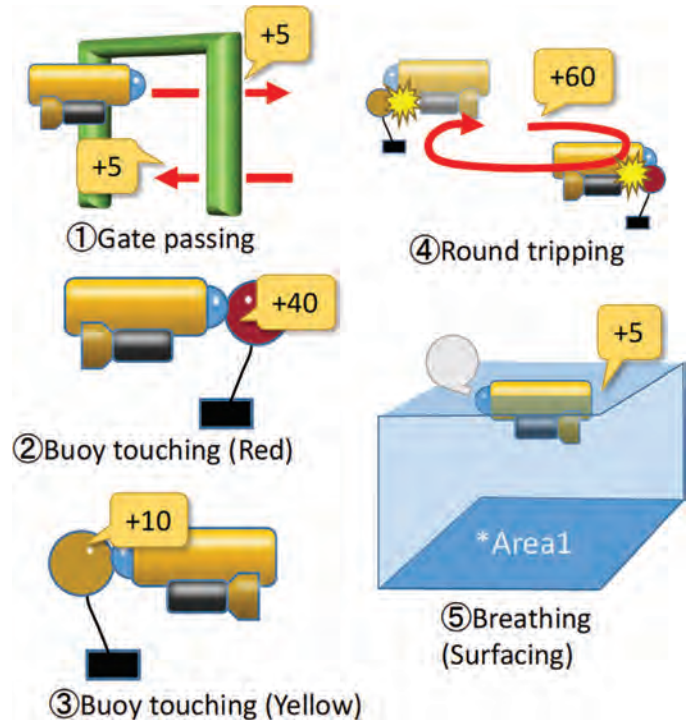 +5
+5
①Gate passing
+40
②Buoy touching (Red)
+10
③Buoy touching (Yellow)
+60
④Round tripping
+5
*Area1
⑤Breathing
(Surfacing)